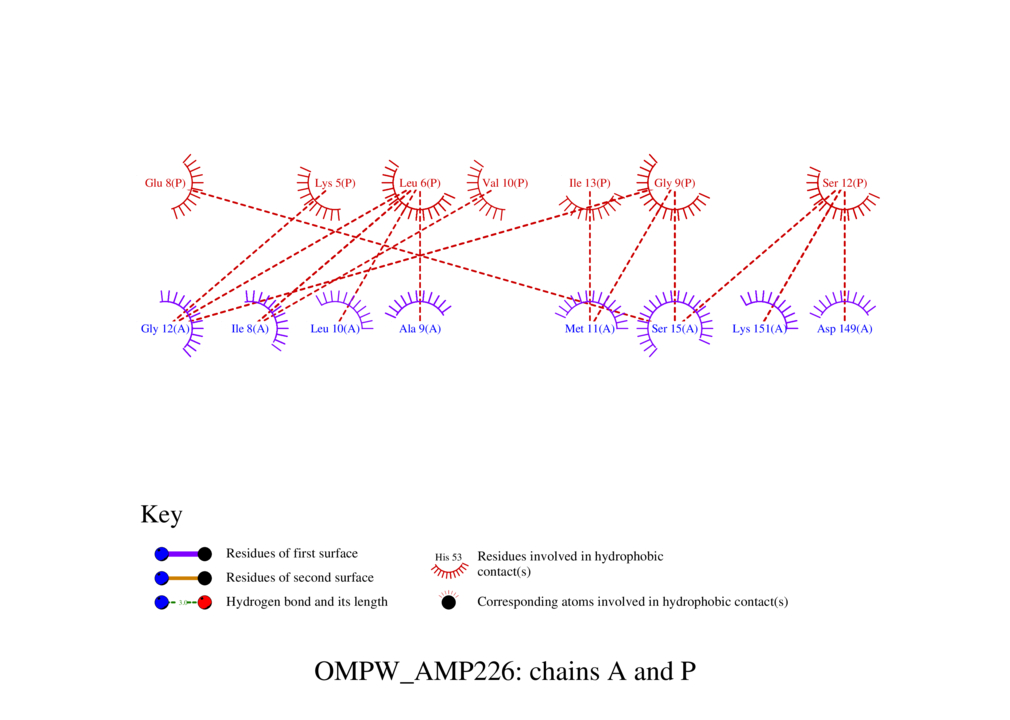 Glu 8(P) Lys 5(P) Leu 6(P) Val 10(P) Ile 13(P) Gly 9(P) Ser 12(P)
Gly 12(A) Ile 8(A) Leu 10(A) Ala 9(A) Met 11(A) Ser 15(A) Lys 151(A) Asp 149(A)
Key
Residues of first surface
Residues of second surface
3.0 Hydrogen bond and its length
His 53 Residues involved in hydrophobic
contact(s)
Corresponding atoms involved in hydrophobic contact(s)
OMPW_AMP226: chains A and P